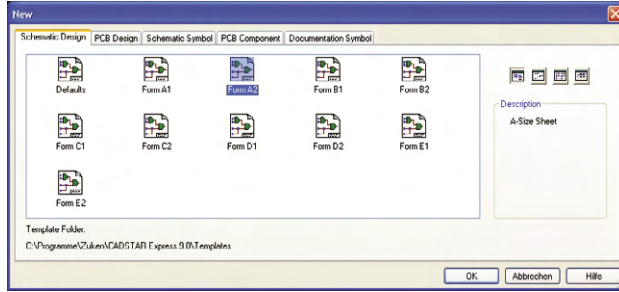 New
Schematic Design PCB Design Schematic Symbol PCB Component Documentation Symbol
Defaults Form A1 Form A2 Form B1 Form B2
Description
A-Size Sheet
Form C1 Form C2 Form D1 Form D2 Form E1
Form E2
Template Folder:
C:\Programme\Zuken\CADSTAR Express 9.0\Templates
OK Abbrechen Hilfe